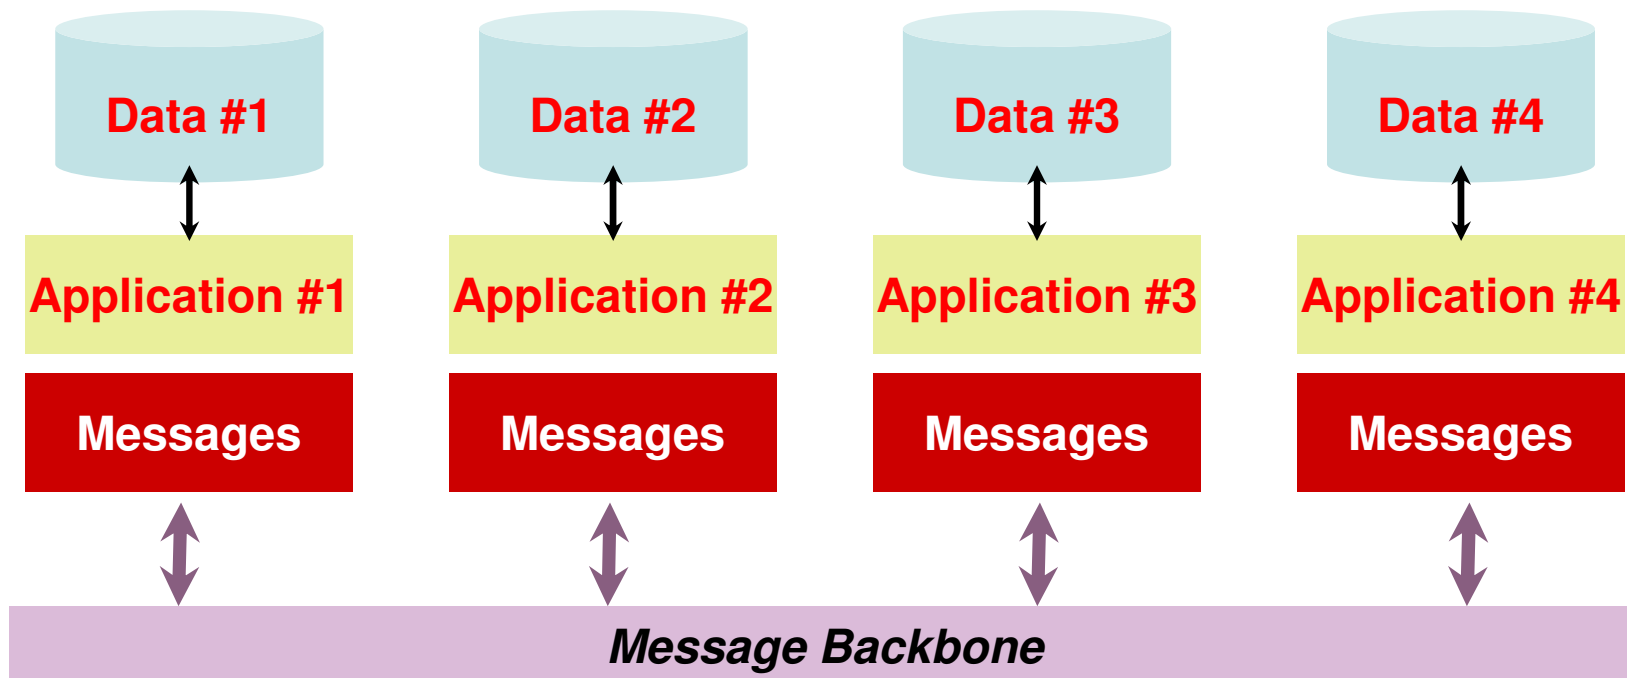 Data #1
Data #2
Data #3
Data #4
Application #1
Application #2
Application #3
Application #4
Messages
Messages
Messages
Messages
Message Backbone